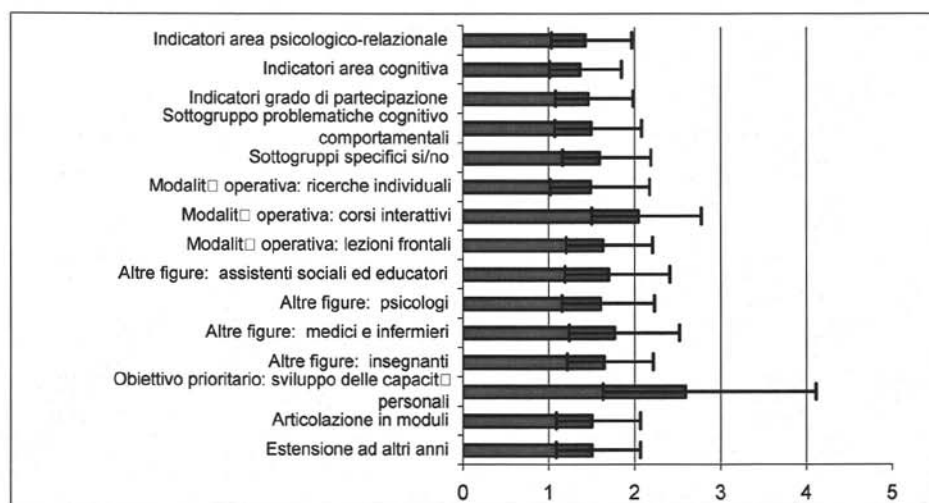 Indicatori area psicologico-relazionale
Indicatori area cognitiva
Indicatori grado di partecipazione
Sottogruppo problematiche cognitivo
comportamentali
Sottogruppi specifici si/no
Modalit□ operativa: ricerche individuali
Modalit□ operativa: corsi interattivi
Modalit□ operativa: lezioni frontali
Altre figure: assistenti sociali ed educatori
Altre figure: psicologi
Altre figure: medici e infermieri
Altre figure: insegnanti
Obiettivo prioritario: sviluppo delle capacit□
personali
Articolazione in moduli
Estensione ad altri anni
0 1 2 3 4 5